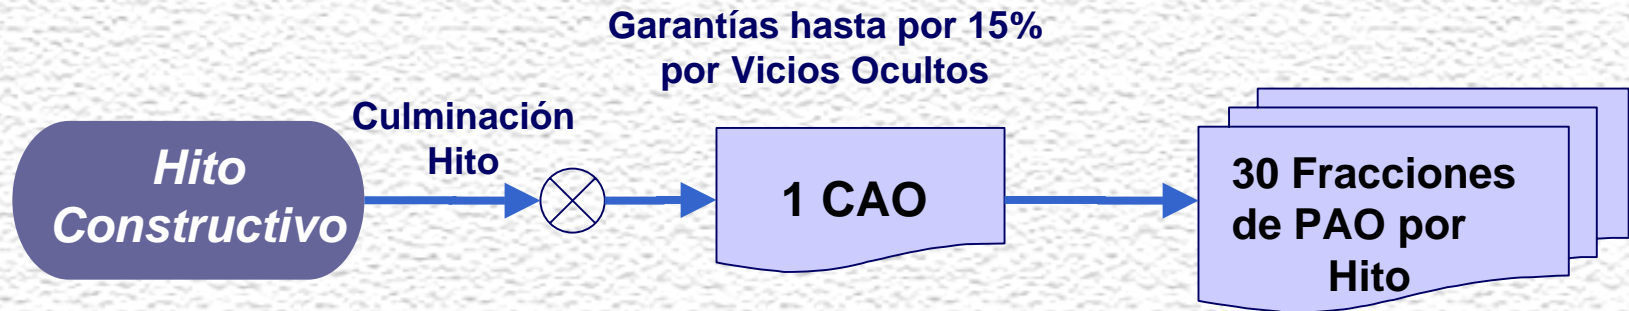 Garantías hasta por 15%
por Vicios Ocultos
Culminación
Hito
Hito
Constructivo
1 CAO
30 Fracciones
de PAO por
Hito